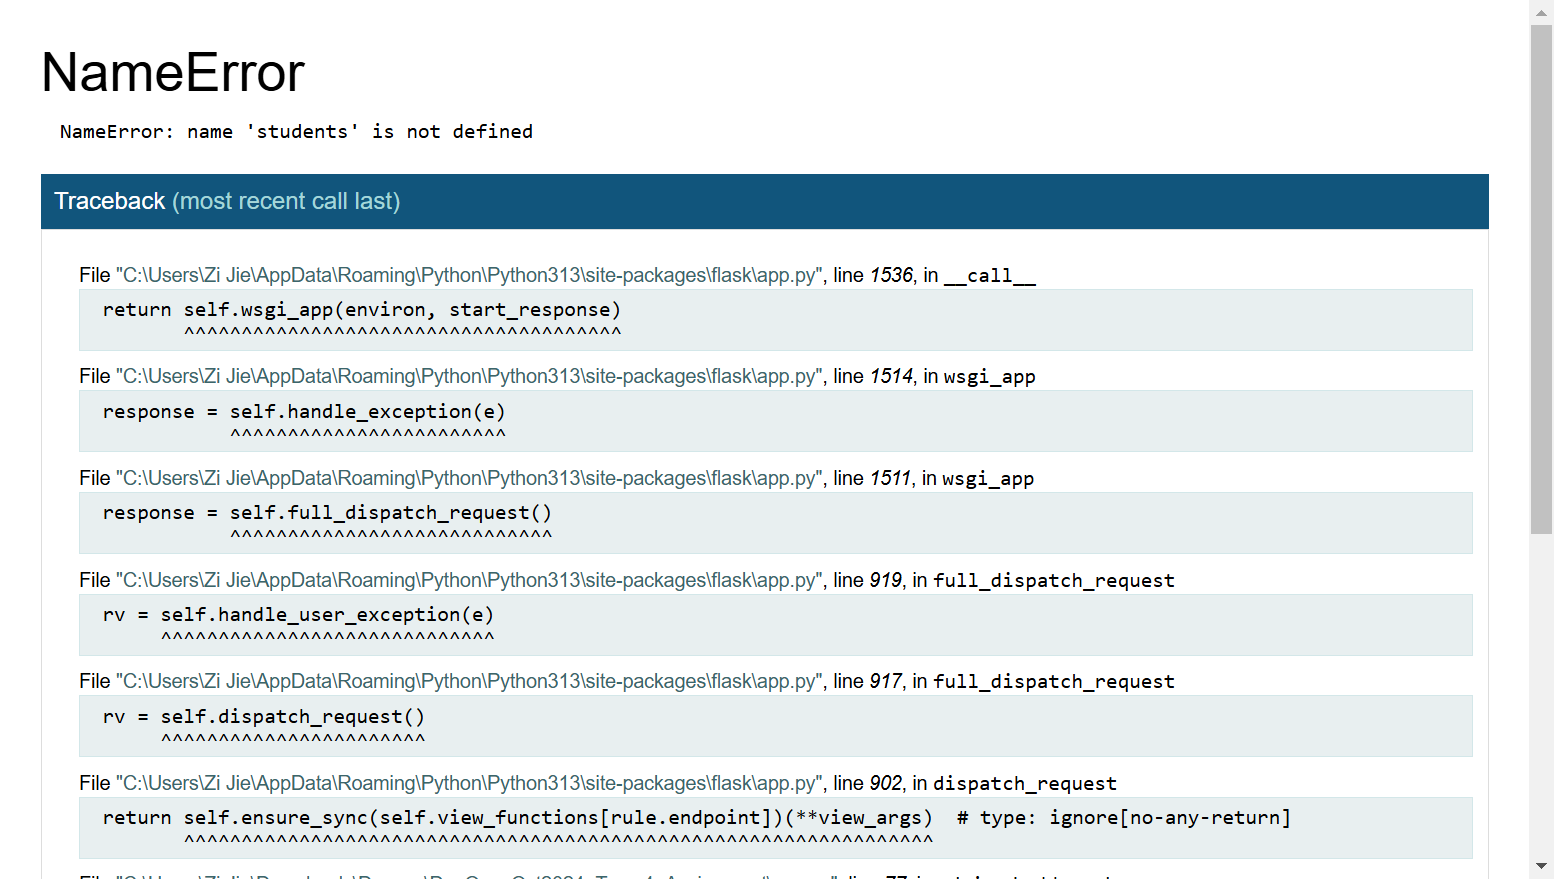 NameError
NameError: name 'students' is not defined
Traceback (most recent call last)
File "C:\Users\Zi Jie\AppData\Roaming\Python\Python313\site-packages\flask\app.py", line 1536, in __call__
return self.wsgi_app(environ, start_response)
^^^^^^^^^^^^^^^^^^^^^^^^^^^^^^^^^^^^^^
File "C:\Users\Zi Jie\AppData\Roaming\Python\Python313\site-packages\flask\app.py", line 1514, in wsgi_app
response = self.handle_exception(e)
^^^^^^^^^^^^^^^^^^^^^^^^
File "C:\Users\Zi Jie\AppData\Roaming\Python\Python313\site-packages\flask\app.py", line 1511, in wsgi_app
response = self.full_dispatch_request()
^^^^^^^^^^^^^^^^^^^^^^^^^^^^
File "C:\Users\Zi Jie\AppData\Roaming\Python\Python313\site-packages\flask\app.py", line 919, in full_dispatch_request
rv = self.handle_user_exception(e)
^^^^^^^^^^^^^^^^^^^^^^^^^^^^^
File "C:\Users\Zi Jie\AppData\Roaming\Python\Python313\site-packages\flask\app.py", line 917, in full_dispatch_request
rv = self.dispatch_request()
^^^^^^^^^^^^^^^^^^^^^^^
File "C:\Users\Zi Jie\AppData\Roaming\Python\Python313\site-packages\flask\app.py", line 902, in dispatch_request
return self.ensure_sync(self.view_functions[rule.endpoint])(**view_args)  # type: ignore[no-any-return]
^^^^^^^^^^^^^^^^^^^^^^^^^^^^^^^^^^^^^^^^^^^^^^^^^^^^^^^^^^^^^^^^^